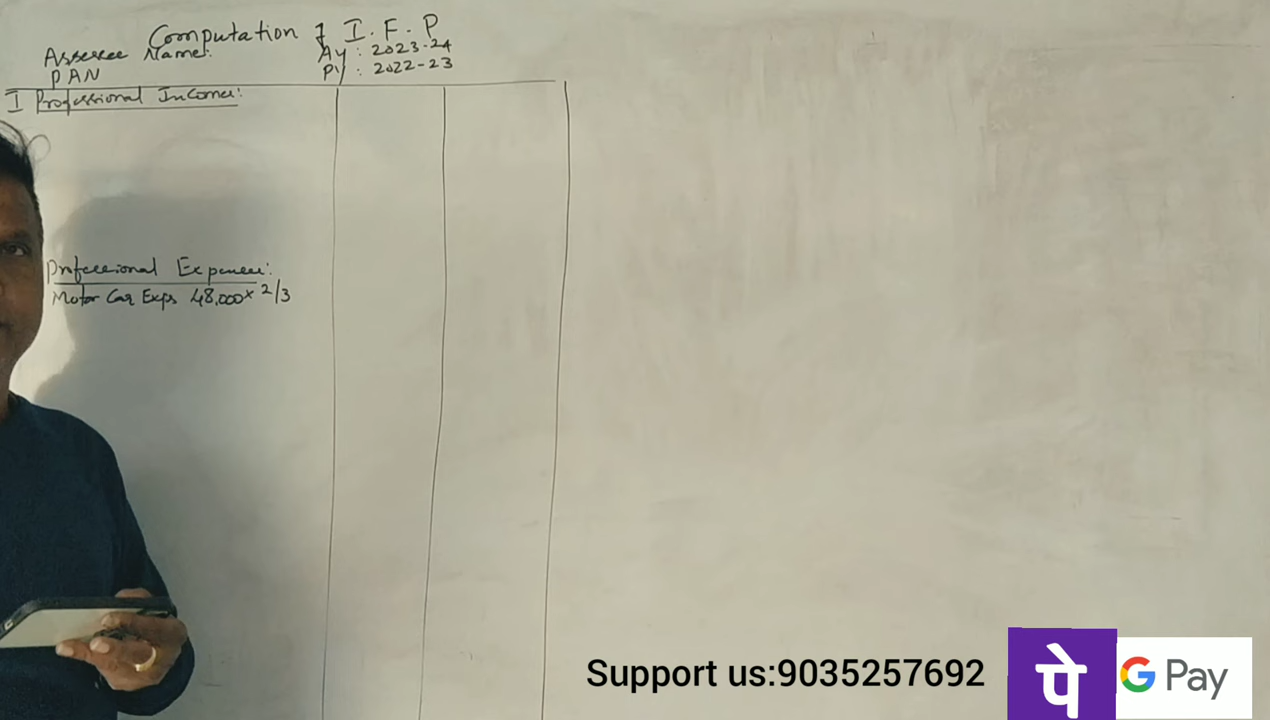 Computation of I. F. P
Assessee Name:
AY : 2023-24
PAN
PY : 2022-23
I Professional Income:
Professional Expenses:
Motor Car Exps 48,000 x 2/3
Support us:9035257692
पे
G Pay